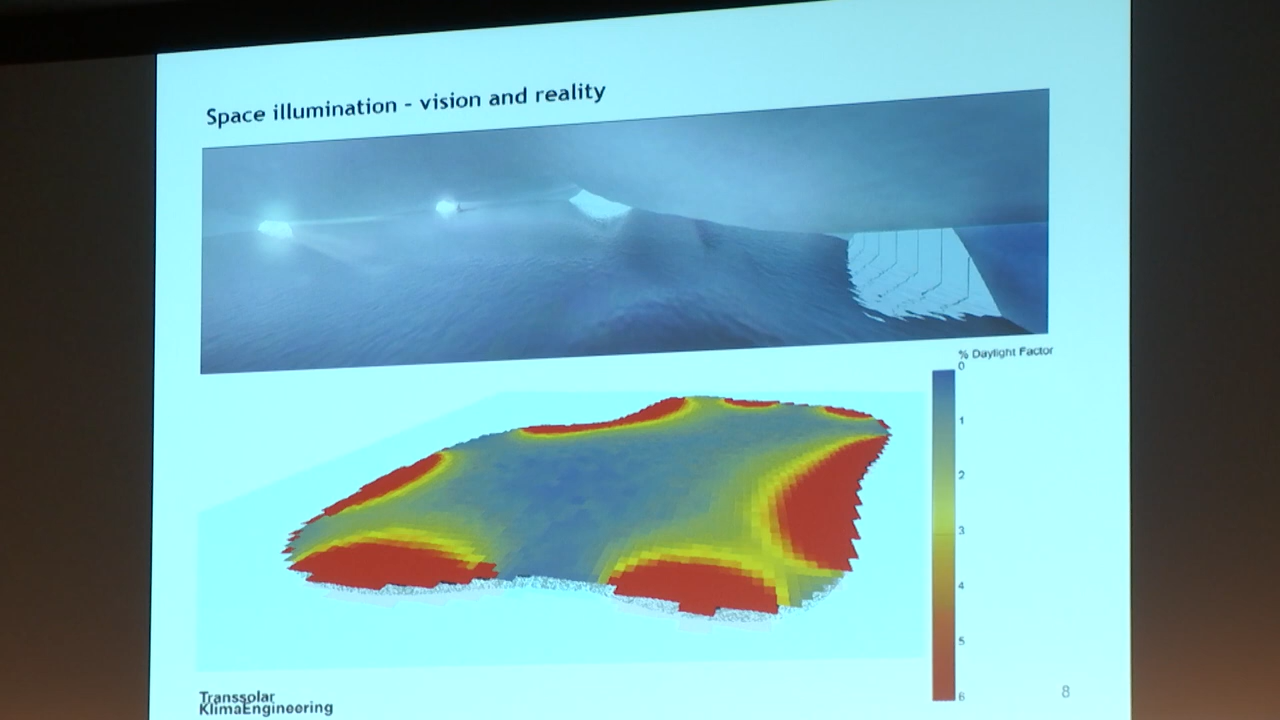 Space illumination - vision and reality
% Daylight Factor
0
1
2
3
4
5
6
Transsolar
KlimaEngineering
8